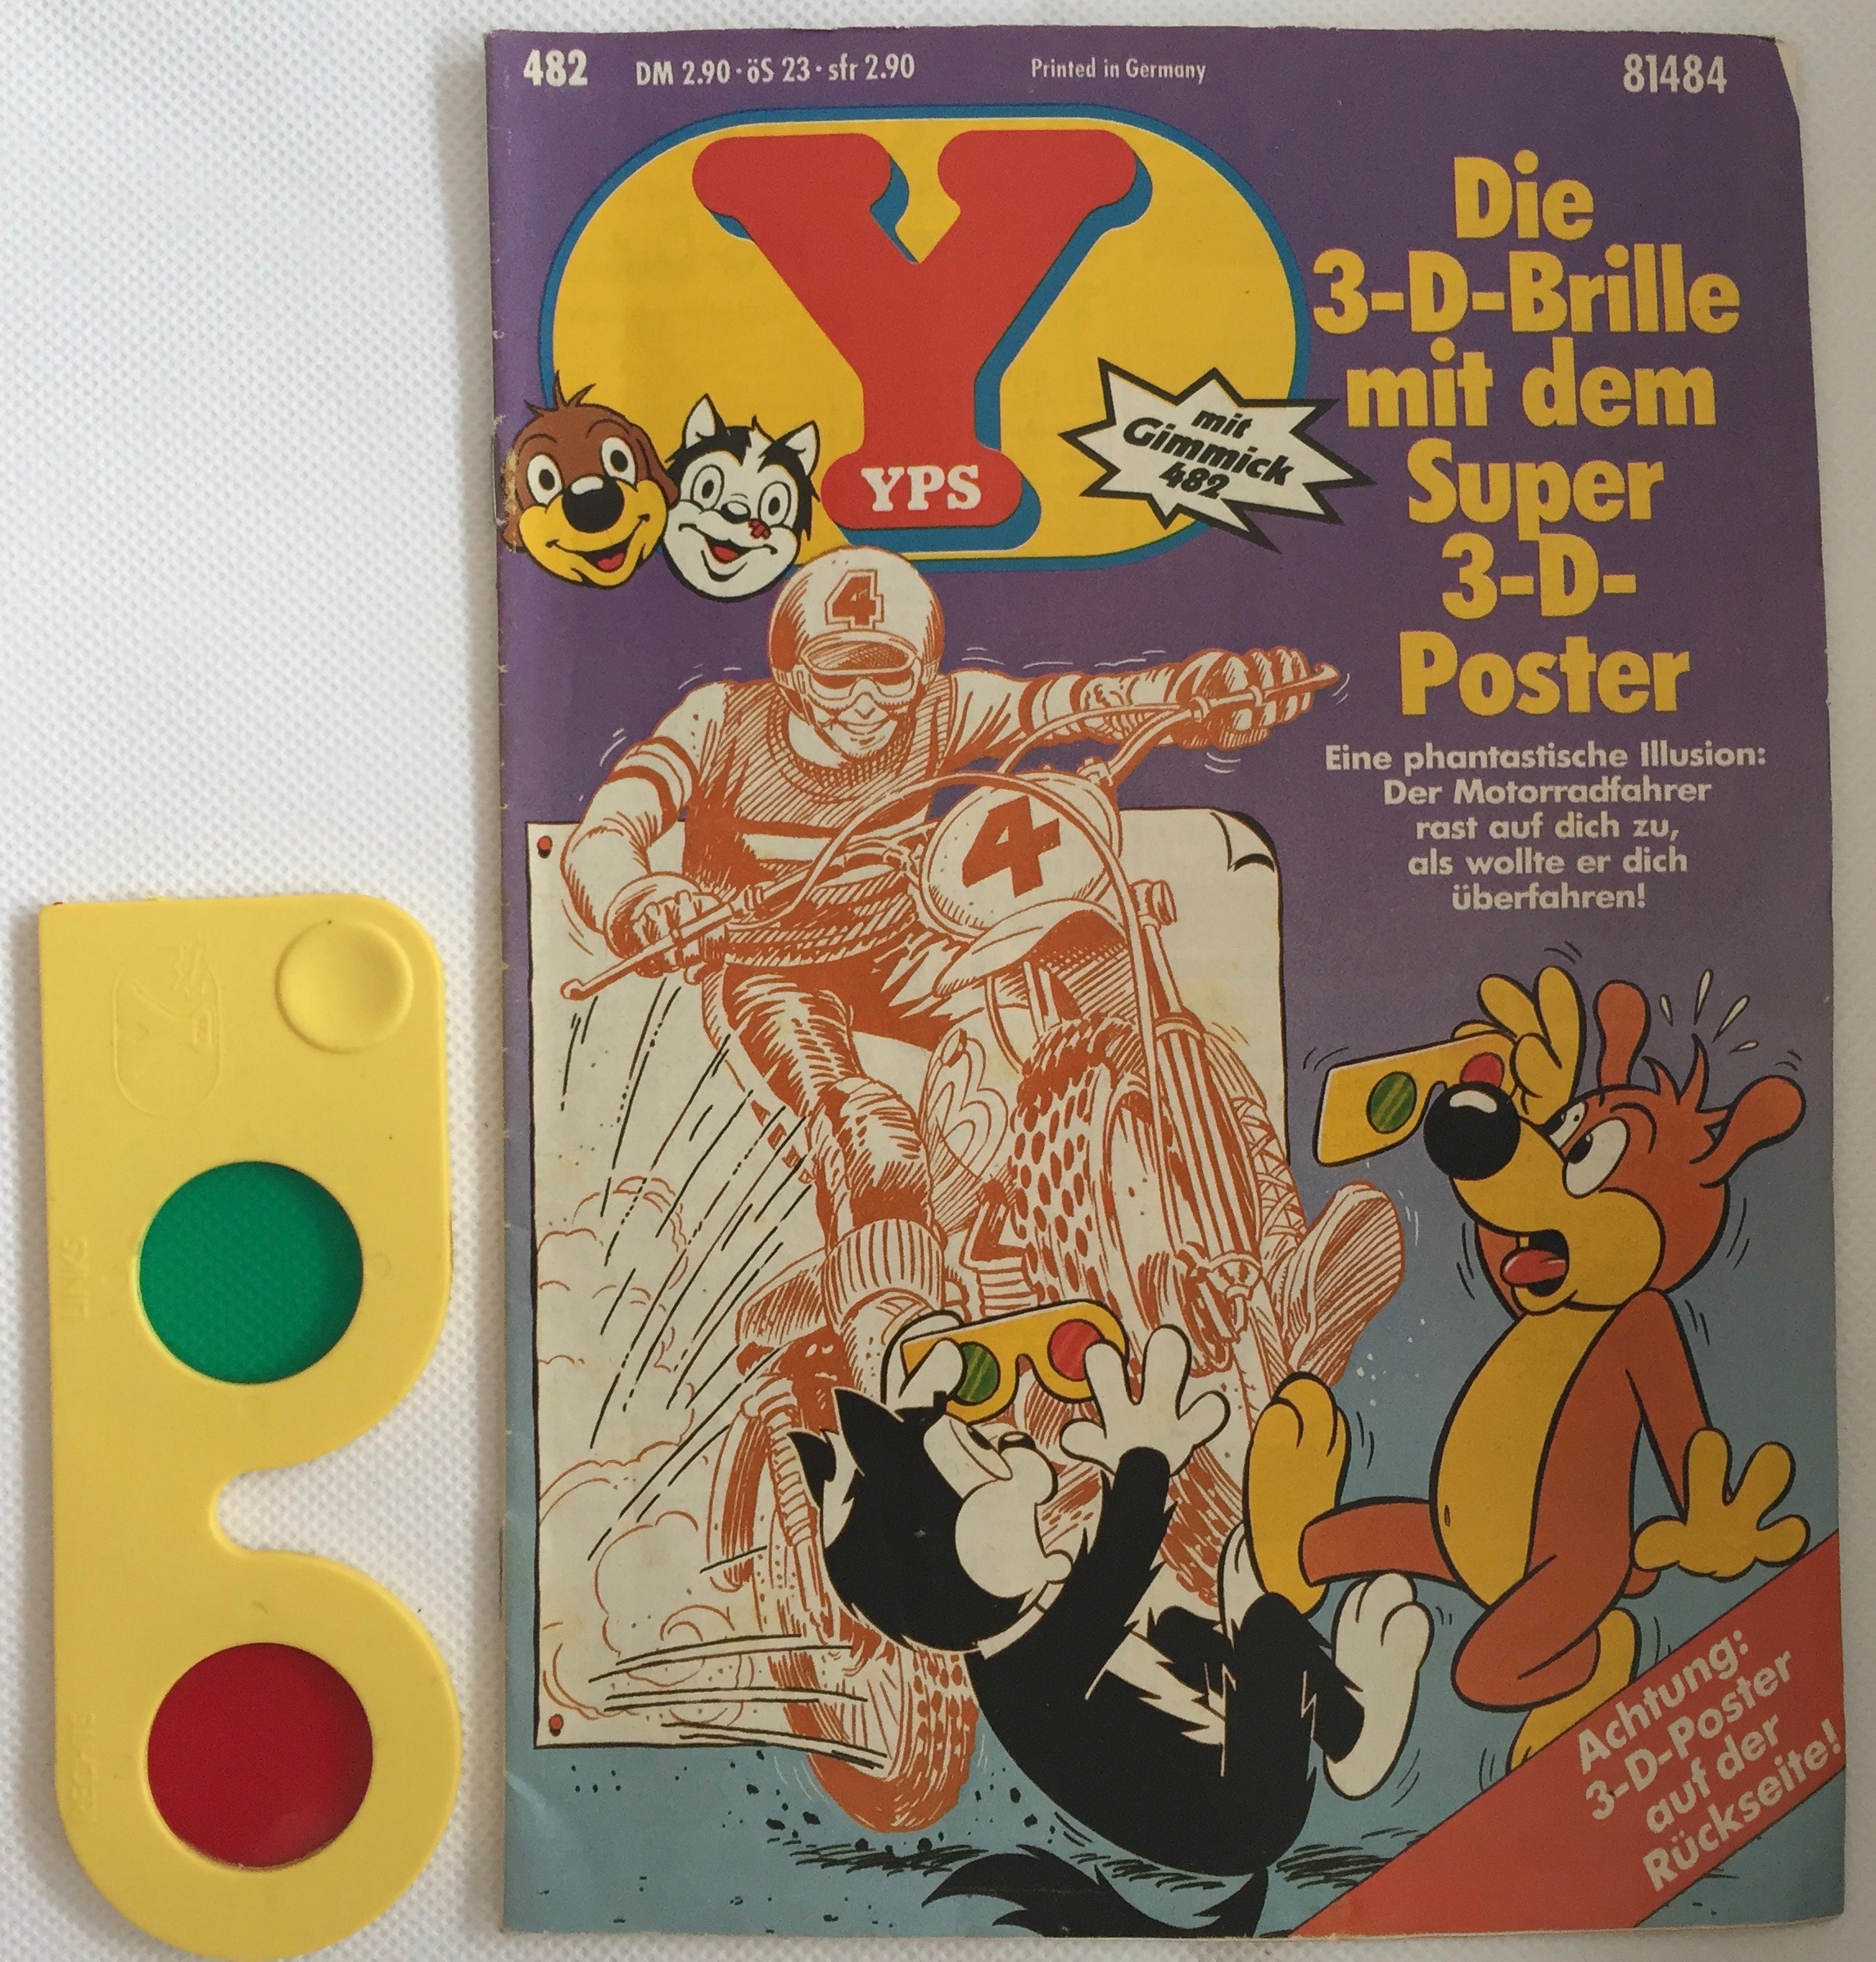 482 DM 2.90 · öS 23 · sfr 2.90 Printed in Germany 81484
YPS
mit
Gimmick
482
Die
3-D-Brille
mit dem
Super
3-D-
Poster
Eine phantastische Illusion:
Der Motorradfahrer
rast auf dich zu,
als wollte er dich
überfahren!
4
4
Achtung:
3-D-Poster
auf der
Rückseite!
LINKS
RECHTS